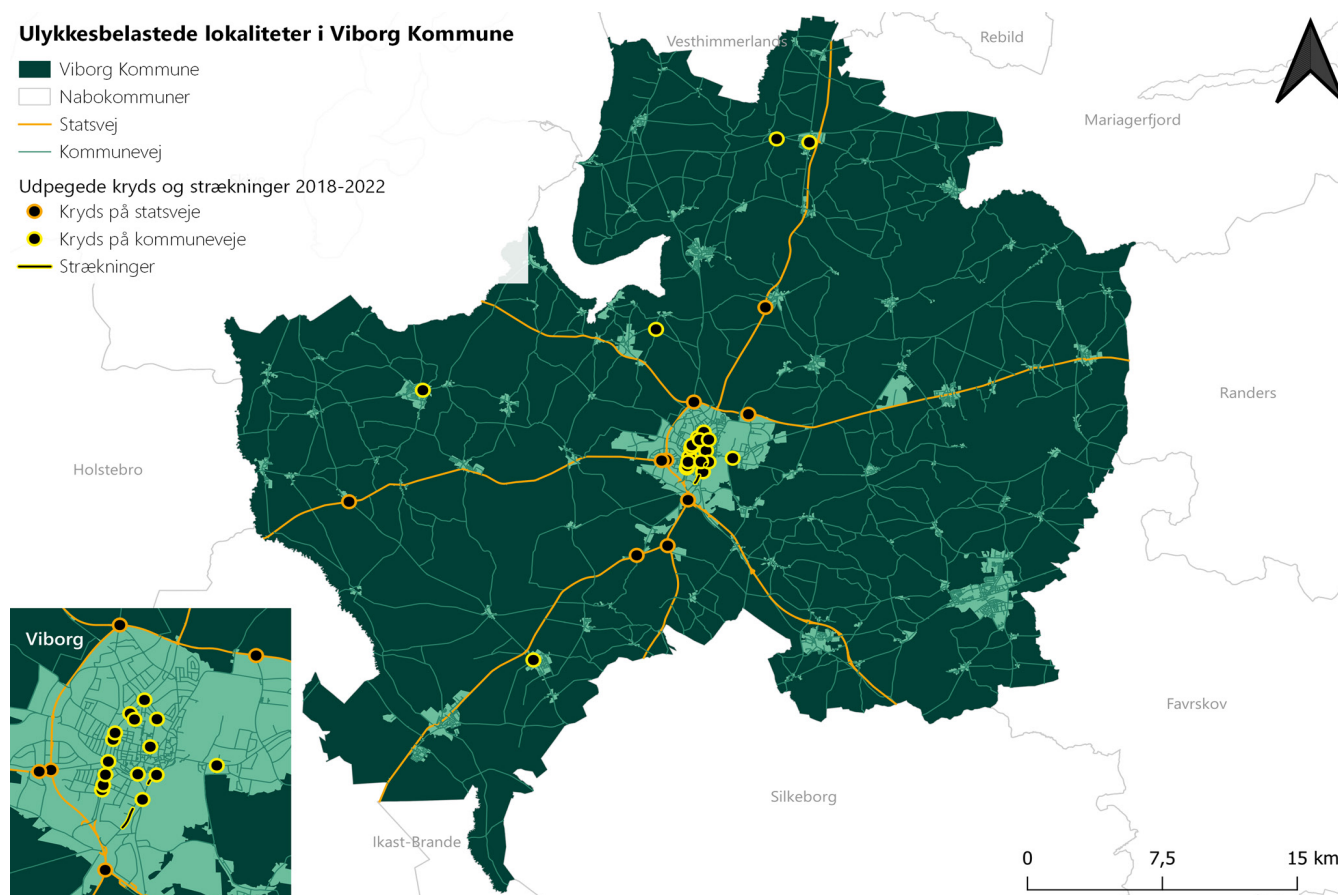 Ulykkesbelastede lokaliteter i Viborg Kommune
Viborg Kommune
Nabokommuner
Statsvej
Kommunevej
Udpegede kryds og strækninger 2018-2022
Kryds på statsveje
Kryds på kommuneveje
Strækninger
Vesthimmerlands
Rebild
Mariagerfjord
Randers
Holstebro
Viborg
Favrskov
Silkeborg
Ikast-Brande
0 7,5 15 km